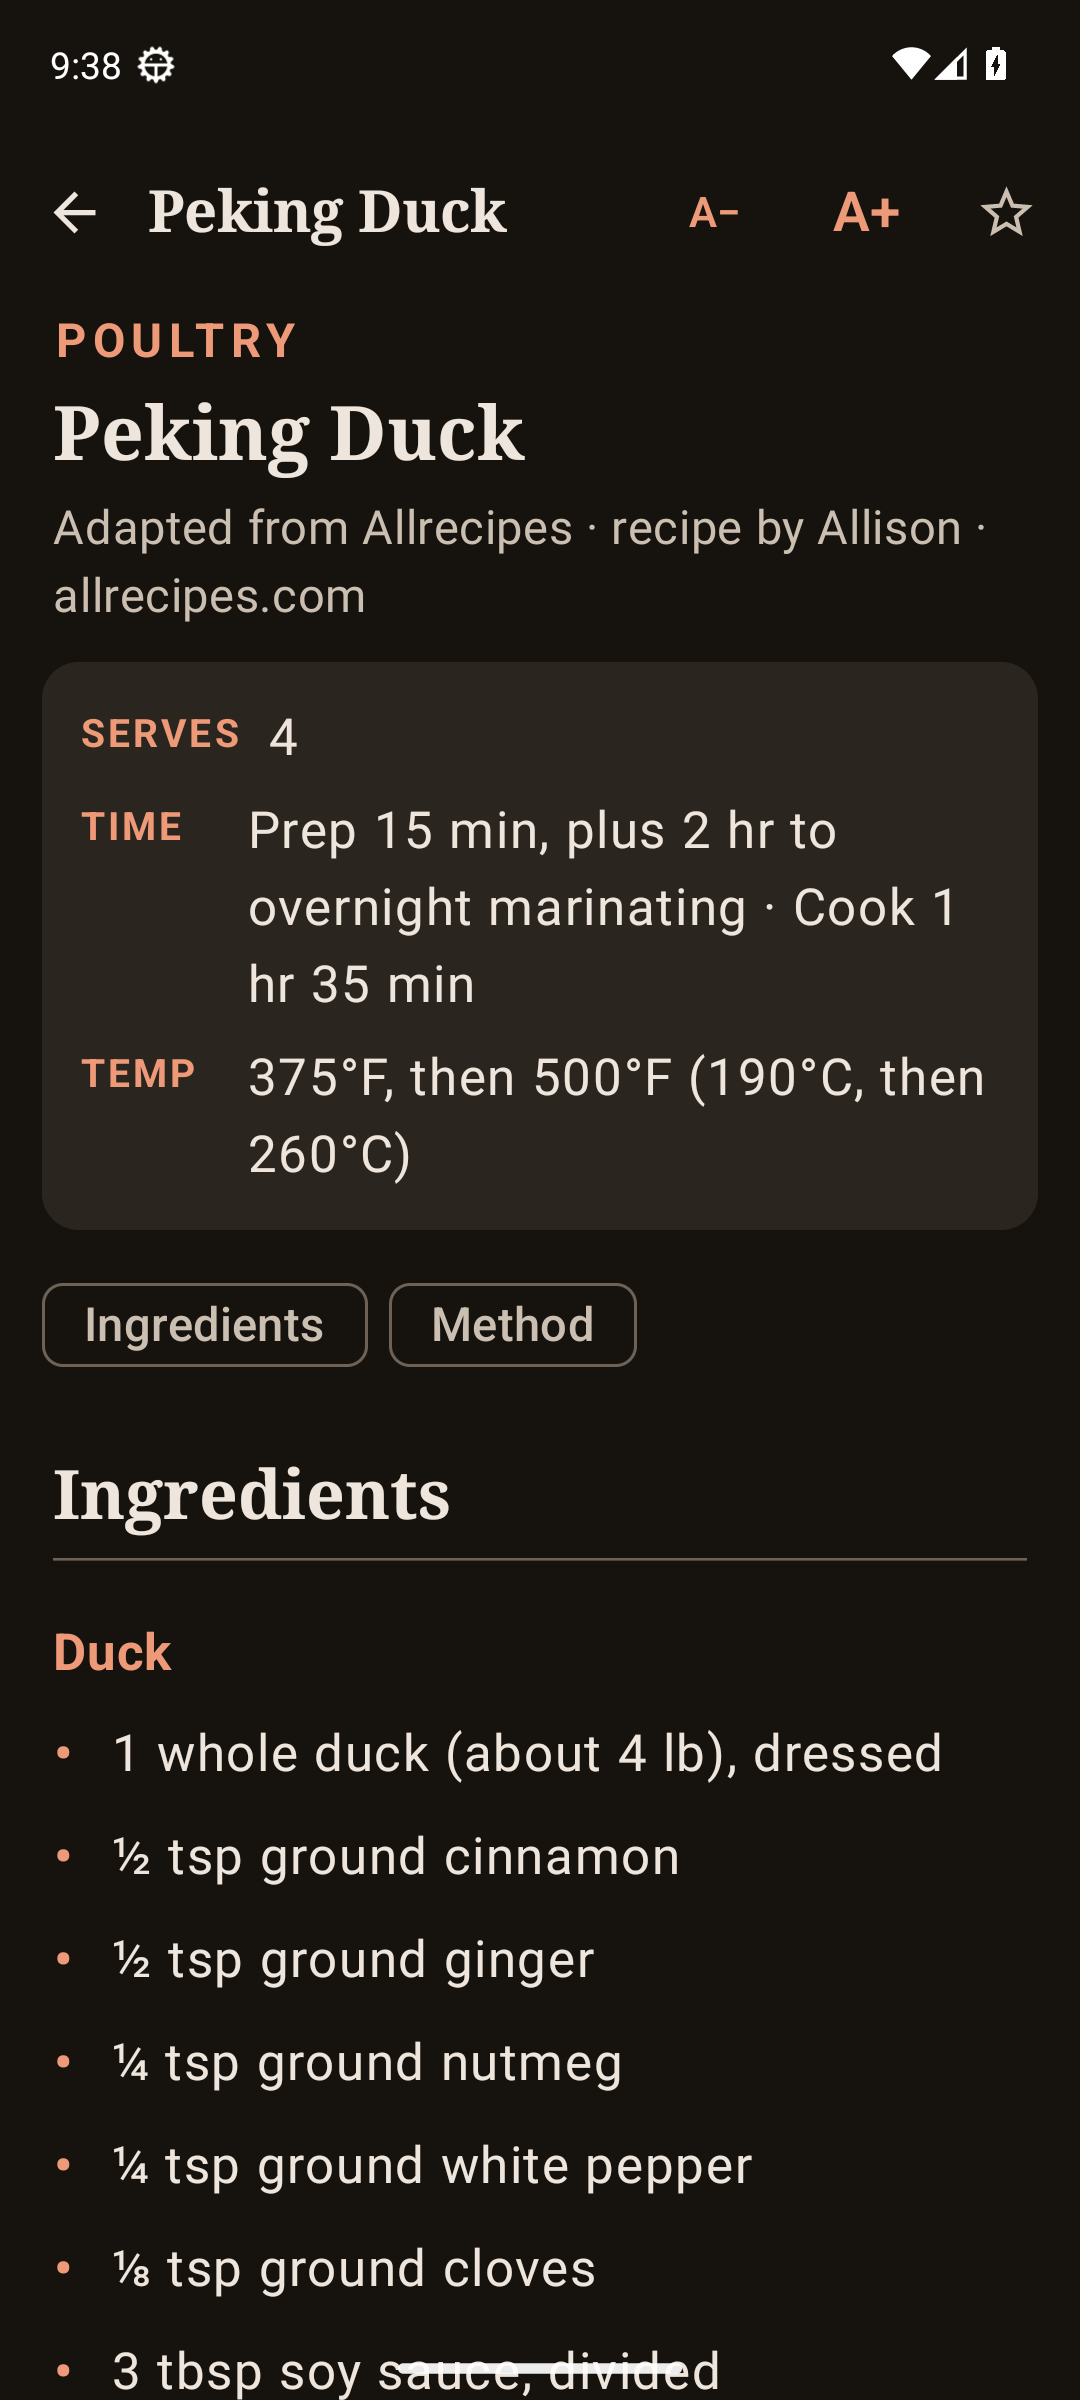 9:38
Peking Duck
A−
A+
POULTRY
Peking Duck
Adapted from Allrecipes · recipe by Allison ·
allrecipes.com
SERVES 4
TIME Prep 15 min, plus 2 hr to
overnight marinating · Cook 1
hr 35 min
TEMP 375°F, then 500°F (190°C, then
260°C)
Ingredients
Method
Ingredients
Duck
• 1 whole duck (about 4 lb), dressed
• ½ tsp ground cinnamon
• ½ tsp ground ginger
• ¼ tsp ground nutmeg
• ¼ tsp ground white pepper
• ⅛ tsp ground cloves
• 3 tbsp soy sauce, divided